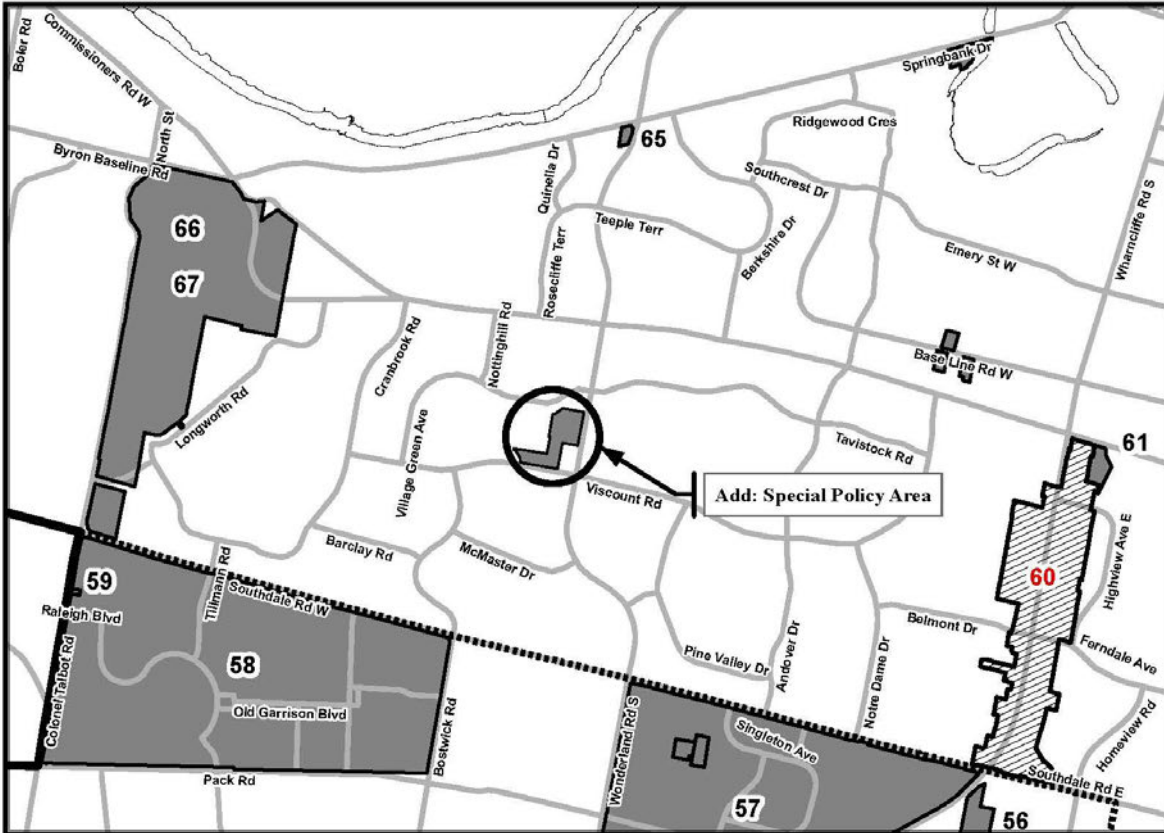 Boler Rd
Commissioners Rd W
Springbank Dr
North St
Byron Baseline Rd
65
Ridgewood Cres
Quinella Dr
Southcrest Dr
Wharncliffe Rd S
66
Teeple Terr
Berkshire Dr
Emery St W
67
Rosecliffe Terr
Nottinghill Rd
Cranbrook Rd
Base Line Rd W
Longworth Rd
Village Green Ave
Tavistock Rd
61
Viscount Rd
Add: Special Policy Area
Barclay Rd
McMaster Dr
Highview Ave E
59
Tillmann Rd
Southdale Rd W
60
Raleigh Blvd
Belmont Dr
Ferndale Ave
Colonel Talbot Rd
58
Pine Valley Dr
Andover Dr
Notre Dame Dr
Old Garrison Blvd
Bostwick Rd
Wonderland Rd S
Singleton Ave
Homeview Rd
Pack Rd
Southdale Rd E
57
56